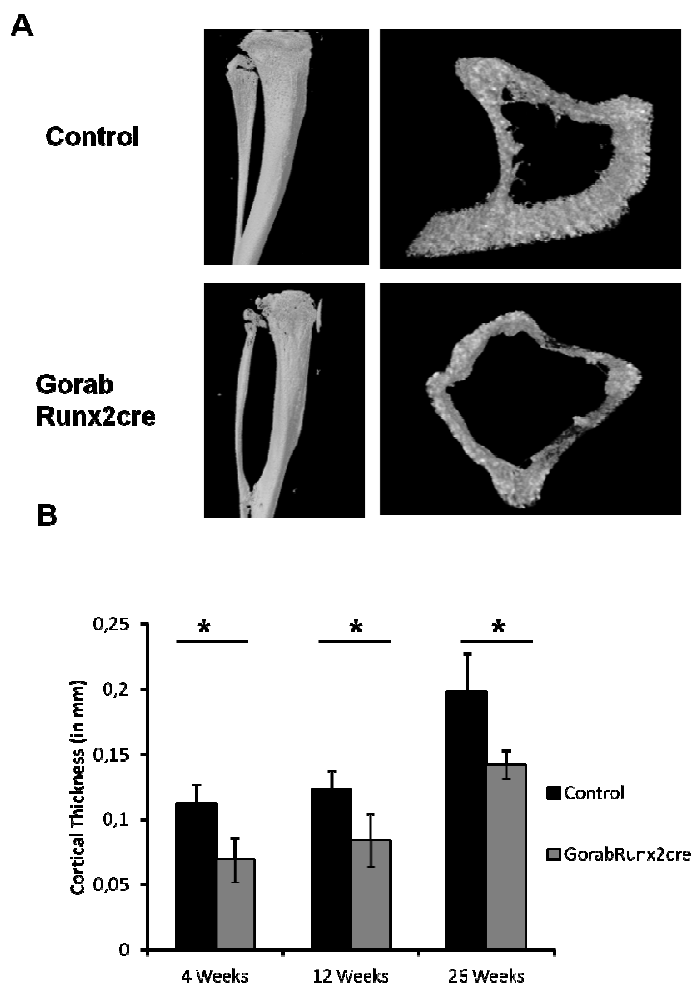 A
Control
Gorab
Runx2cre
B
Cortical Thickness (in mm)
0,25
0,2
0,15
0,1
0,05
0
* * *
4 Weeks 12 Weeks 25 Weeks
Control
GorabRunx2cre